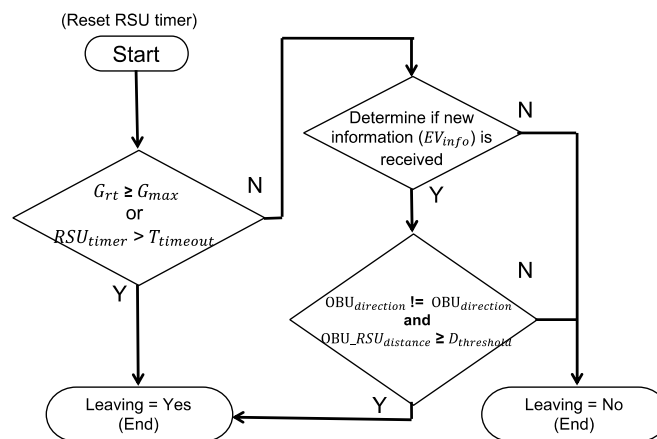 (Reset RSU timer)
Start
G_rt ≥ G_max
or
RSU_timer > T_timeout
N
Y
Determine if new
information (EV_info) is
received
N
Y
OBU_direction != OBU_direction
and
OBU_RSU_distance ≥ D_threshold
N
Y
Leaving = Yes
(End)
Leaving = No
(End)